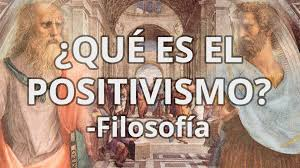 ¿QUÉ ES EL
POSITIVISMO?
-Filosofía